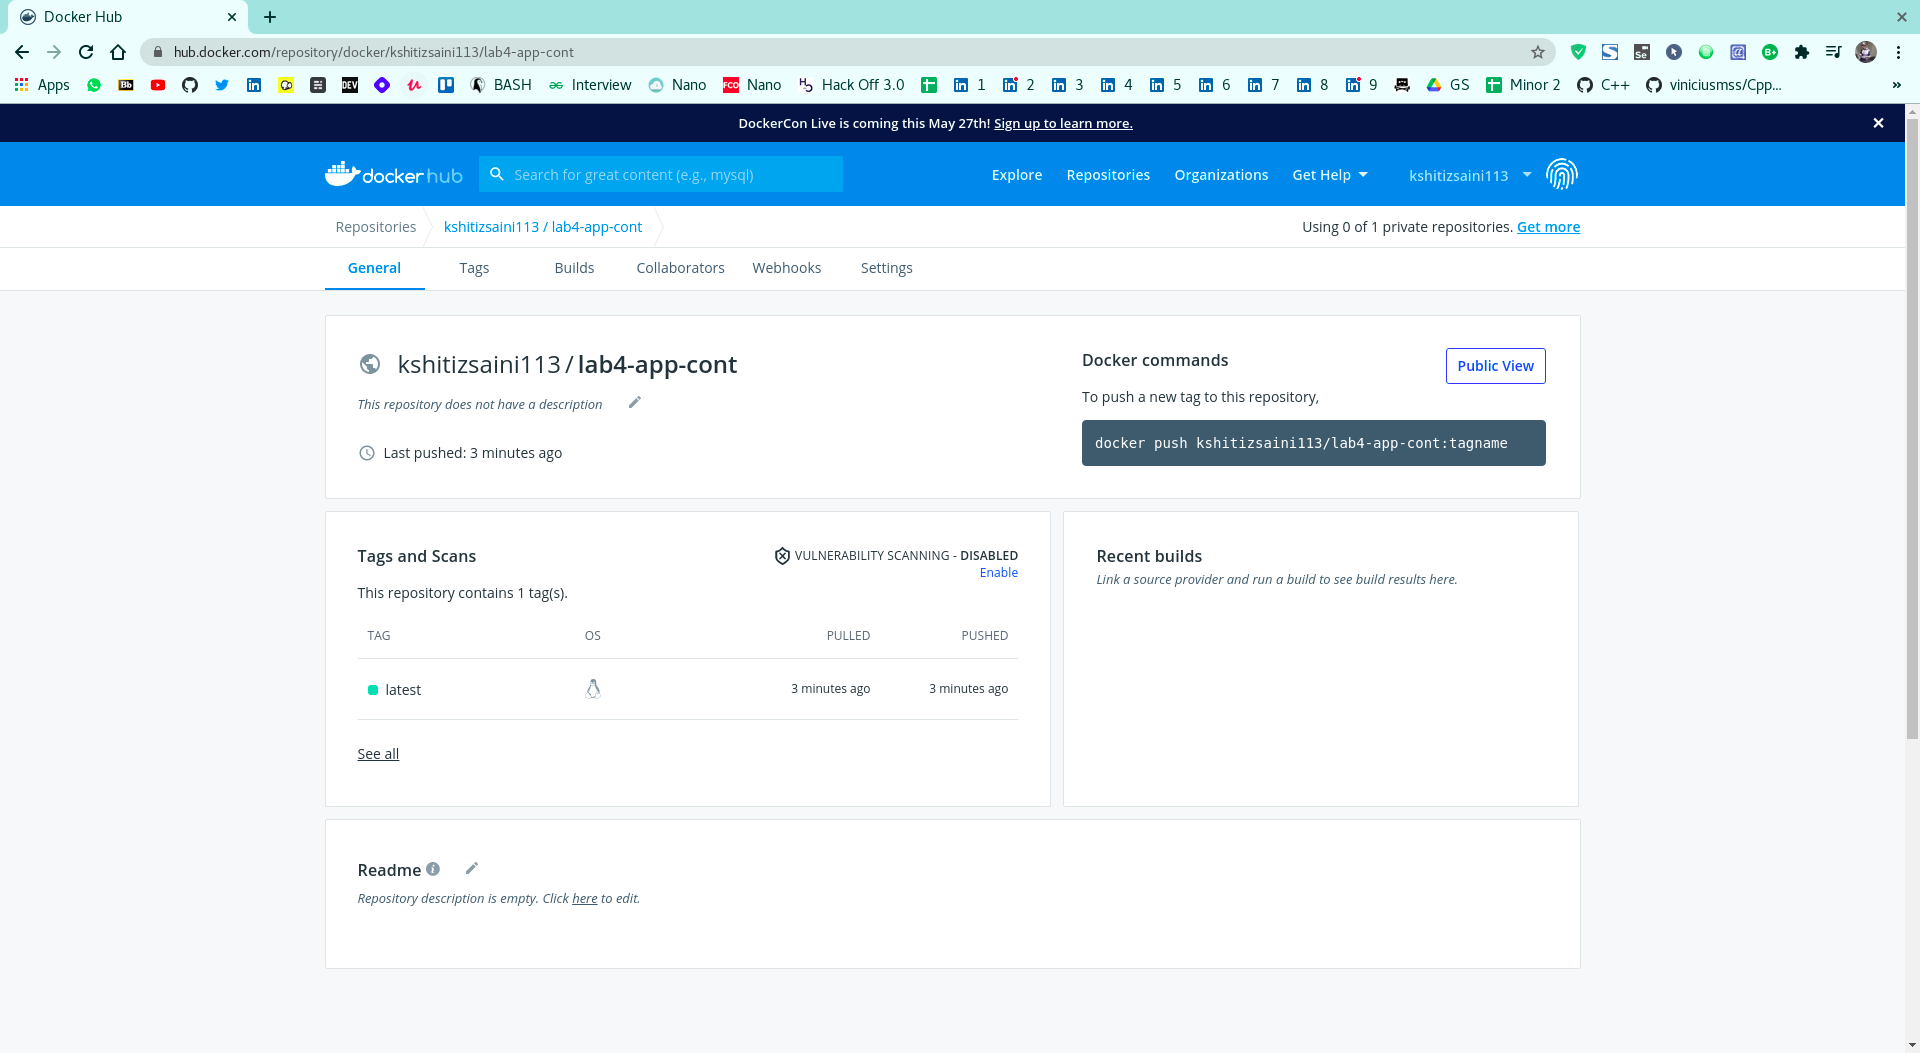 Docker Hub
hub.docker.com/repository/docker/kshitizsaini113/lab4-app-cont
Apps BASH Interview Nano Nano Hack Off 3.0 1 2 3 4 5 6 7 8 9 GS Minor 2 C++ viniciusmss/Cpp... »
DockerCon Live is coming this May 27th! Sign up to learn more.
docker hub Search for great content (e.g., mysql) Explore Repositories Organizations Get Help kshitizsaini113
Repositories kshitizsaini113 / lab4-app-cont Using 0 of 1 private repositories. Get more
General Tags Builds Collaborators Webhooks Settings
kshitizsaini113 / lab4-app-cont
This repository does not have a description
Last pushed: 3 minutes ago
Docker commands
Public View
To push a new tag to this repository,
docker push kshitizsaini113/lab4-app-cont:tagname
Tags and Scans
VULNERABILITY SCANNING - DISABLED
Enable
This repository contains 1 tag(s).
TAG OS PULLED PUSHED
latest 3 minutes ago 3 minutes ago
See all
Recent builds
Link a source provider and run a build to see build results here.
Readme
Repository description is empty. Click here to edit.